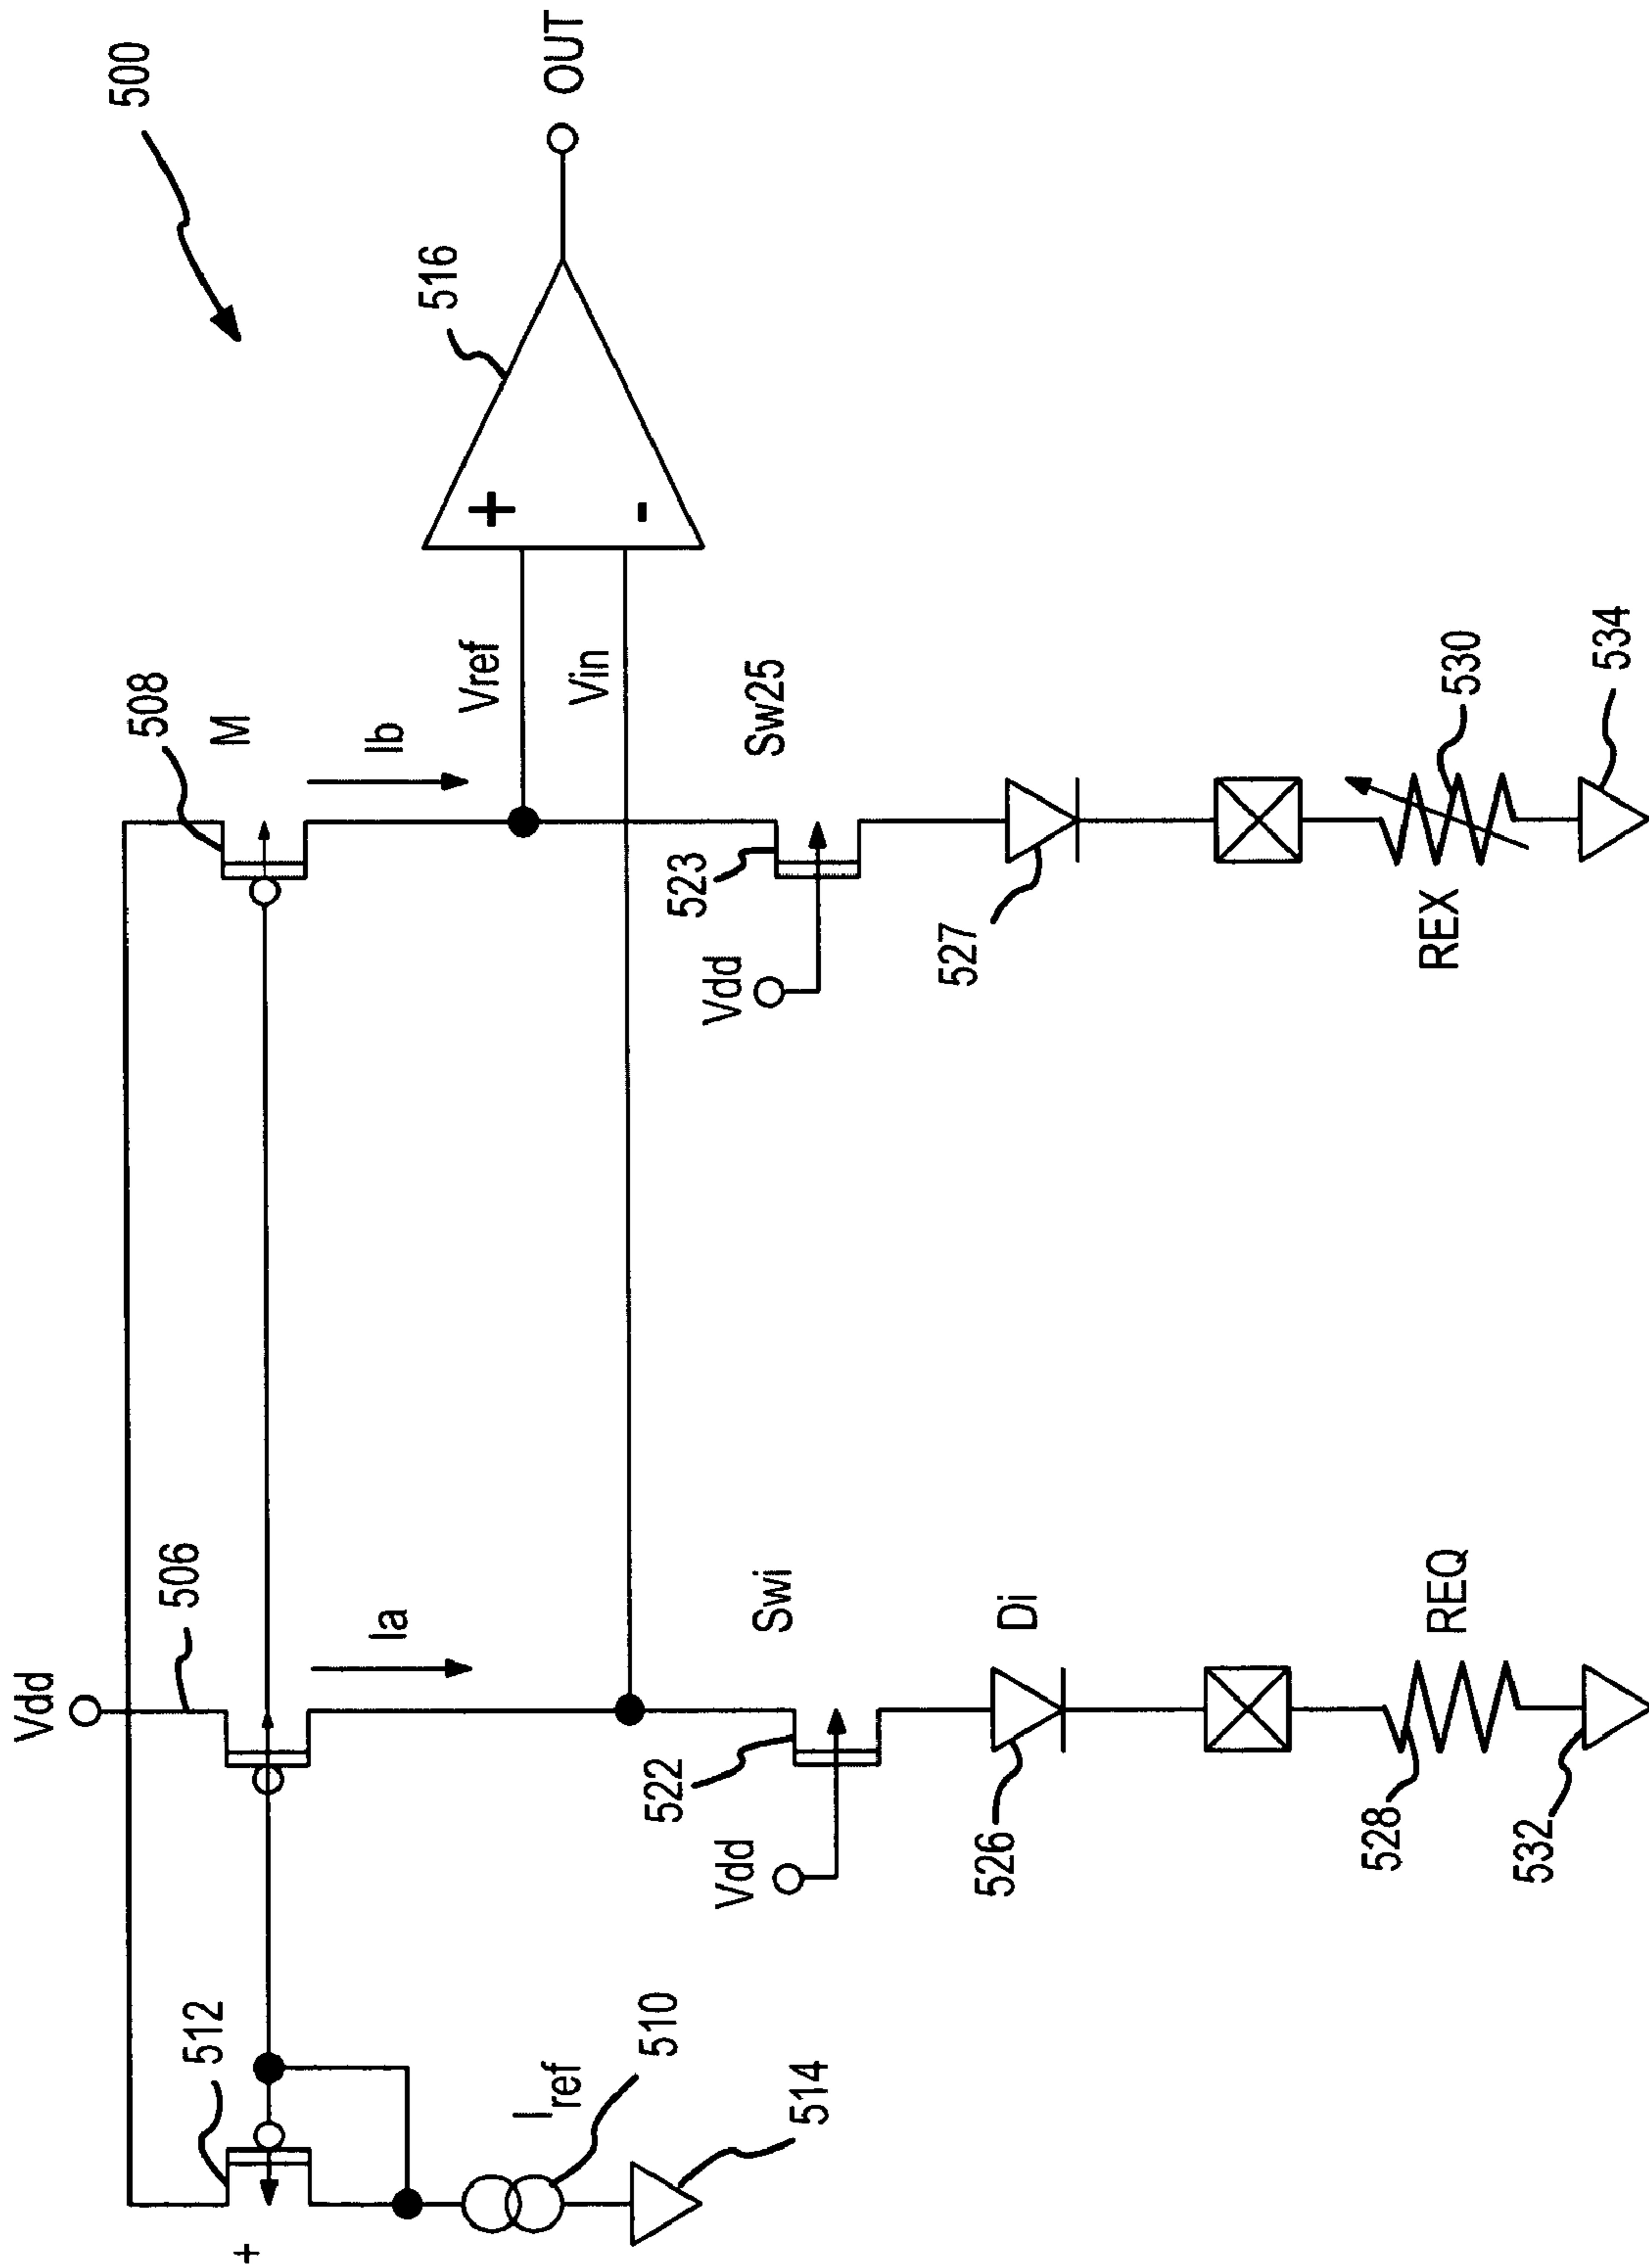 500
Vdd
506
508
M
512
+
Ia
Ib
516
+
-
OUT
Vref
Vin
Iref
510
514
Swi
Sw25
Vdd
522
Vdd
523
Di
526
527
REQ
528
REX
530
532
534